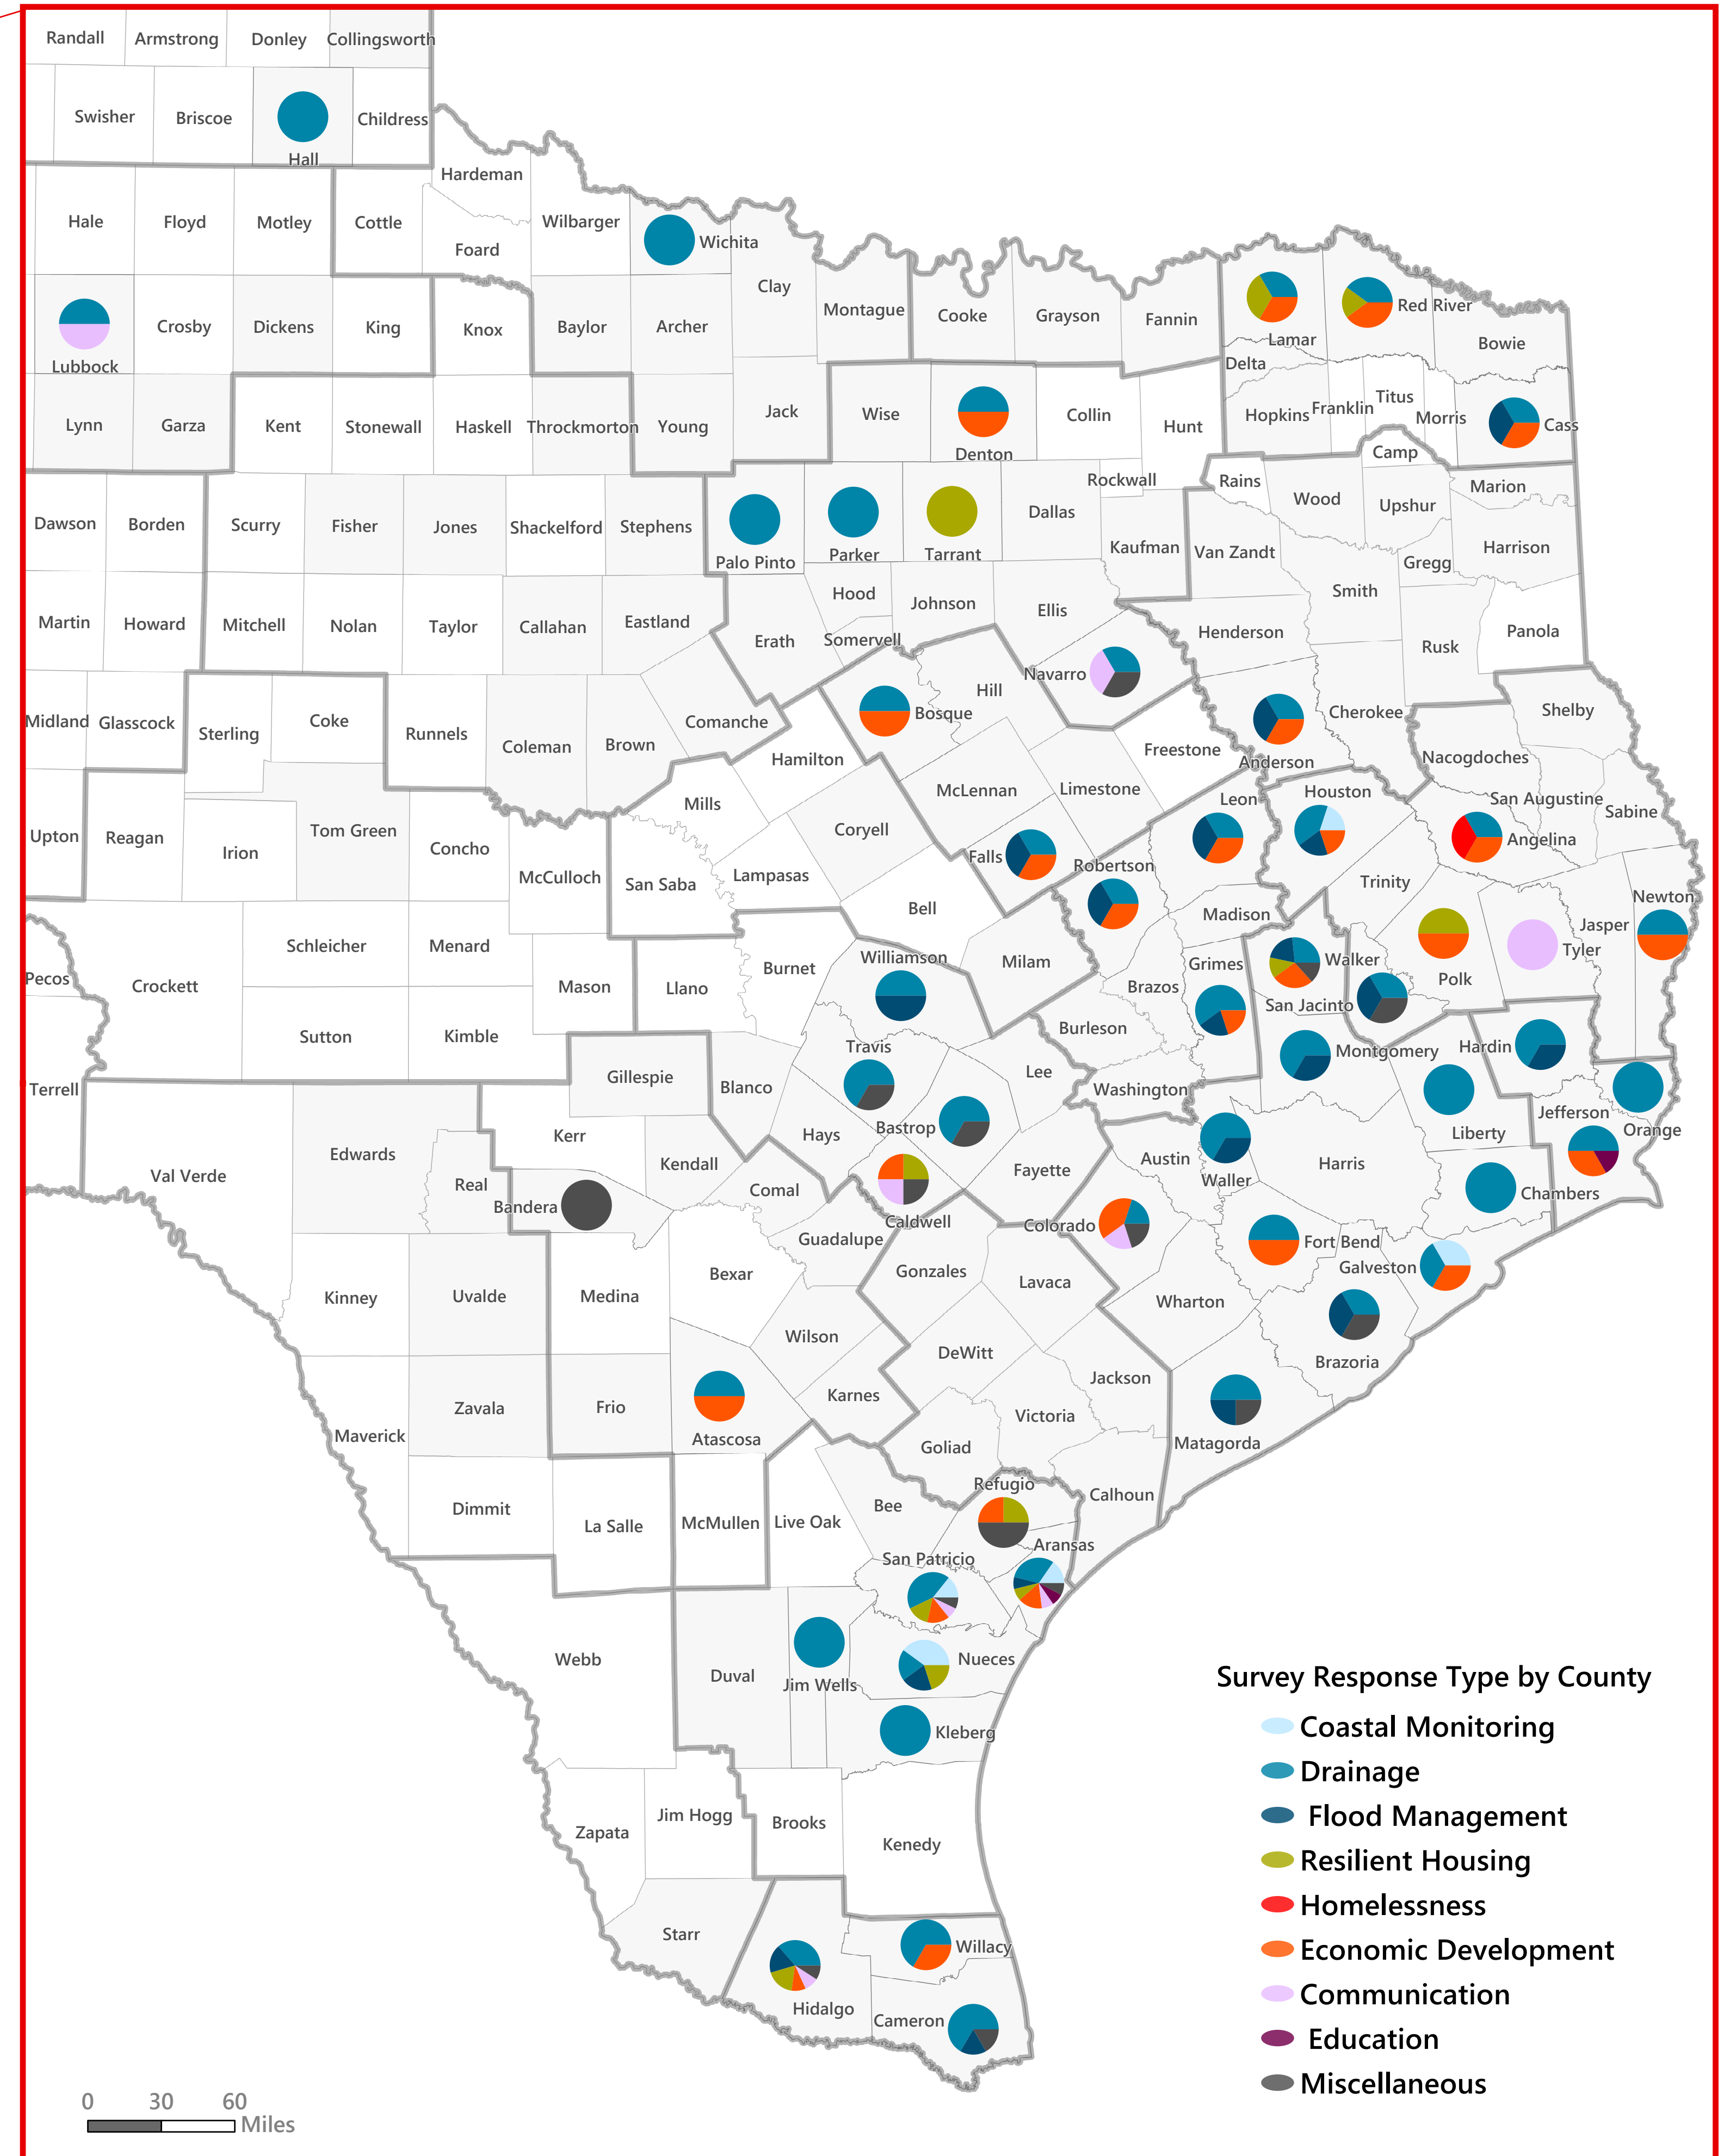 Randall Armstrong Donley Collingsworth
Swisher Briscoe Childress
Hall
Hardeman
Hale Floyd Motley Cottle Wilbarger
Foard Wichita
Clay
Montague Cooke Grayson Fannin
Lamar Red River
Bowie
Crosby Dickens King Knox Baylor Archer
Lubbock
Delta
Lynn Garza Kent Stonewall Haskell Throckmorton Young Jack Wise Collin Hunt
Hopkins Franklin Titus Morris Cass
Denton Camp
Rockwall Rains Wood Upshur Marion
Dawson Borden Scurry Fisher Jones Shackelford Stephens Dallas
Palo Pinto Parker Tarrant Kaufman Van Zandt Gregg Harrison
Martin Howard Mitchell Nolan Taylor Callahan Eastland Hood Johnson Ellis Smith
Erath Somervell Henderson Rusk Panola
Navarro
Midland Glasscock Sterling Coke Runnels Coleman Brown Comanche Bosque Hill
Cherokee Shelby
Hamilton Freestone Anderson Nacogdoches
Mills McLennan Limestone Leon Houston San Augustine
Upton Reagan Irion Tom Green Concho Coryell Angelina Sabine
McCulloch San Saba Lampasas Falls Robertson Trinity
Bell Madison Newton
Schleicher Menard Jasper
Pecos Crockett Mason Llano Burnet Williamson Milam Brazos Grimes Walker Polk Tyler
San Jacinto
Sutton Kimble Travis Burleson Montgomery Hardin
Terrell Gillespie Blanco Lee Washington
Jefferson
Edwards Kerr Hays Bastrop Liberty Orange
Val Verde Real Kendall Fayette Austin Waller Harris
Bandera Comal Caldwell Colorado Chambers
Guadalupe Fort Bend
Kinney Uvalde Medina Bexar Gonzales Lavaca Galveston
Wharton
Wilson DeWitt Brazoria
Zavala Frio Karnes Jackson
Maverick Atascosa Victoria
Goliad Matagorda
Dimmit La Salle McMullen Live Oak Bee Refugio Calhoun
San Patricio Aransas
Webb Duval Jim Wells Nueces
Kleberg
Zapata Jim Hogg Brooks Kenedy
Starr Willacy
Hidalgo Cameron
Survey Response Type by County
Coastal Monitoring
Drainage
Flood Management
Resilient Housing
Homelessness
Economic Development
Communication
Education
Miscellaneous
0 30 60
Miles